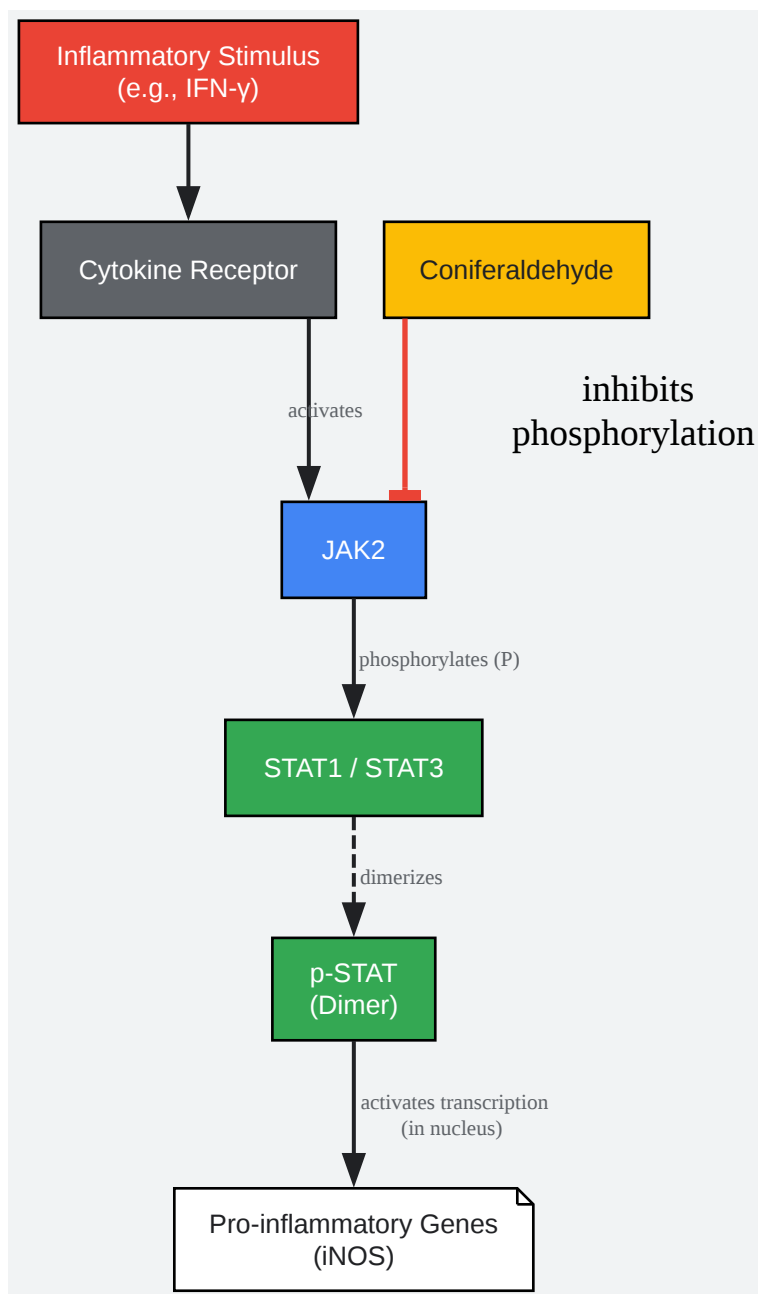 Inflammatory Stimulus
(e.g., IFN-γ)
Cytokine Receptor
Coniferaldehyde
inhibits
phosphorylation
activates
JAK2
phosphorylates (P)
STAT1 / STAT3
dimerizes
p-STAT
(Dimer)
activates transcription
(in nucleus)
Pro-inflammatory Genes
(iNOS)